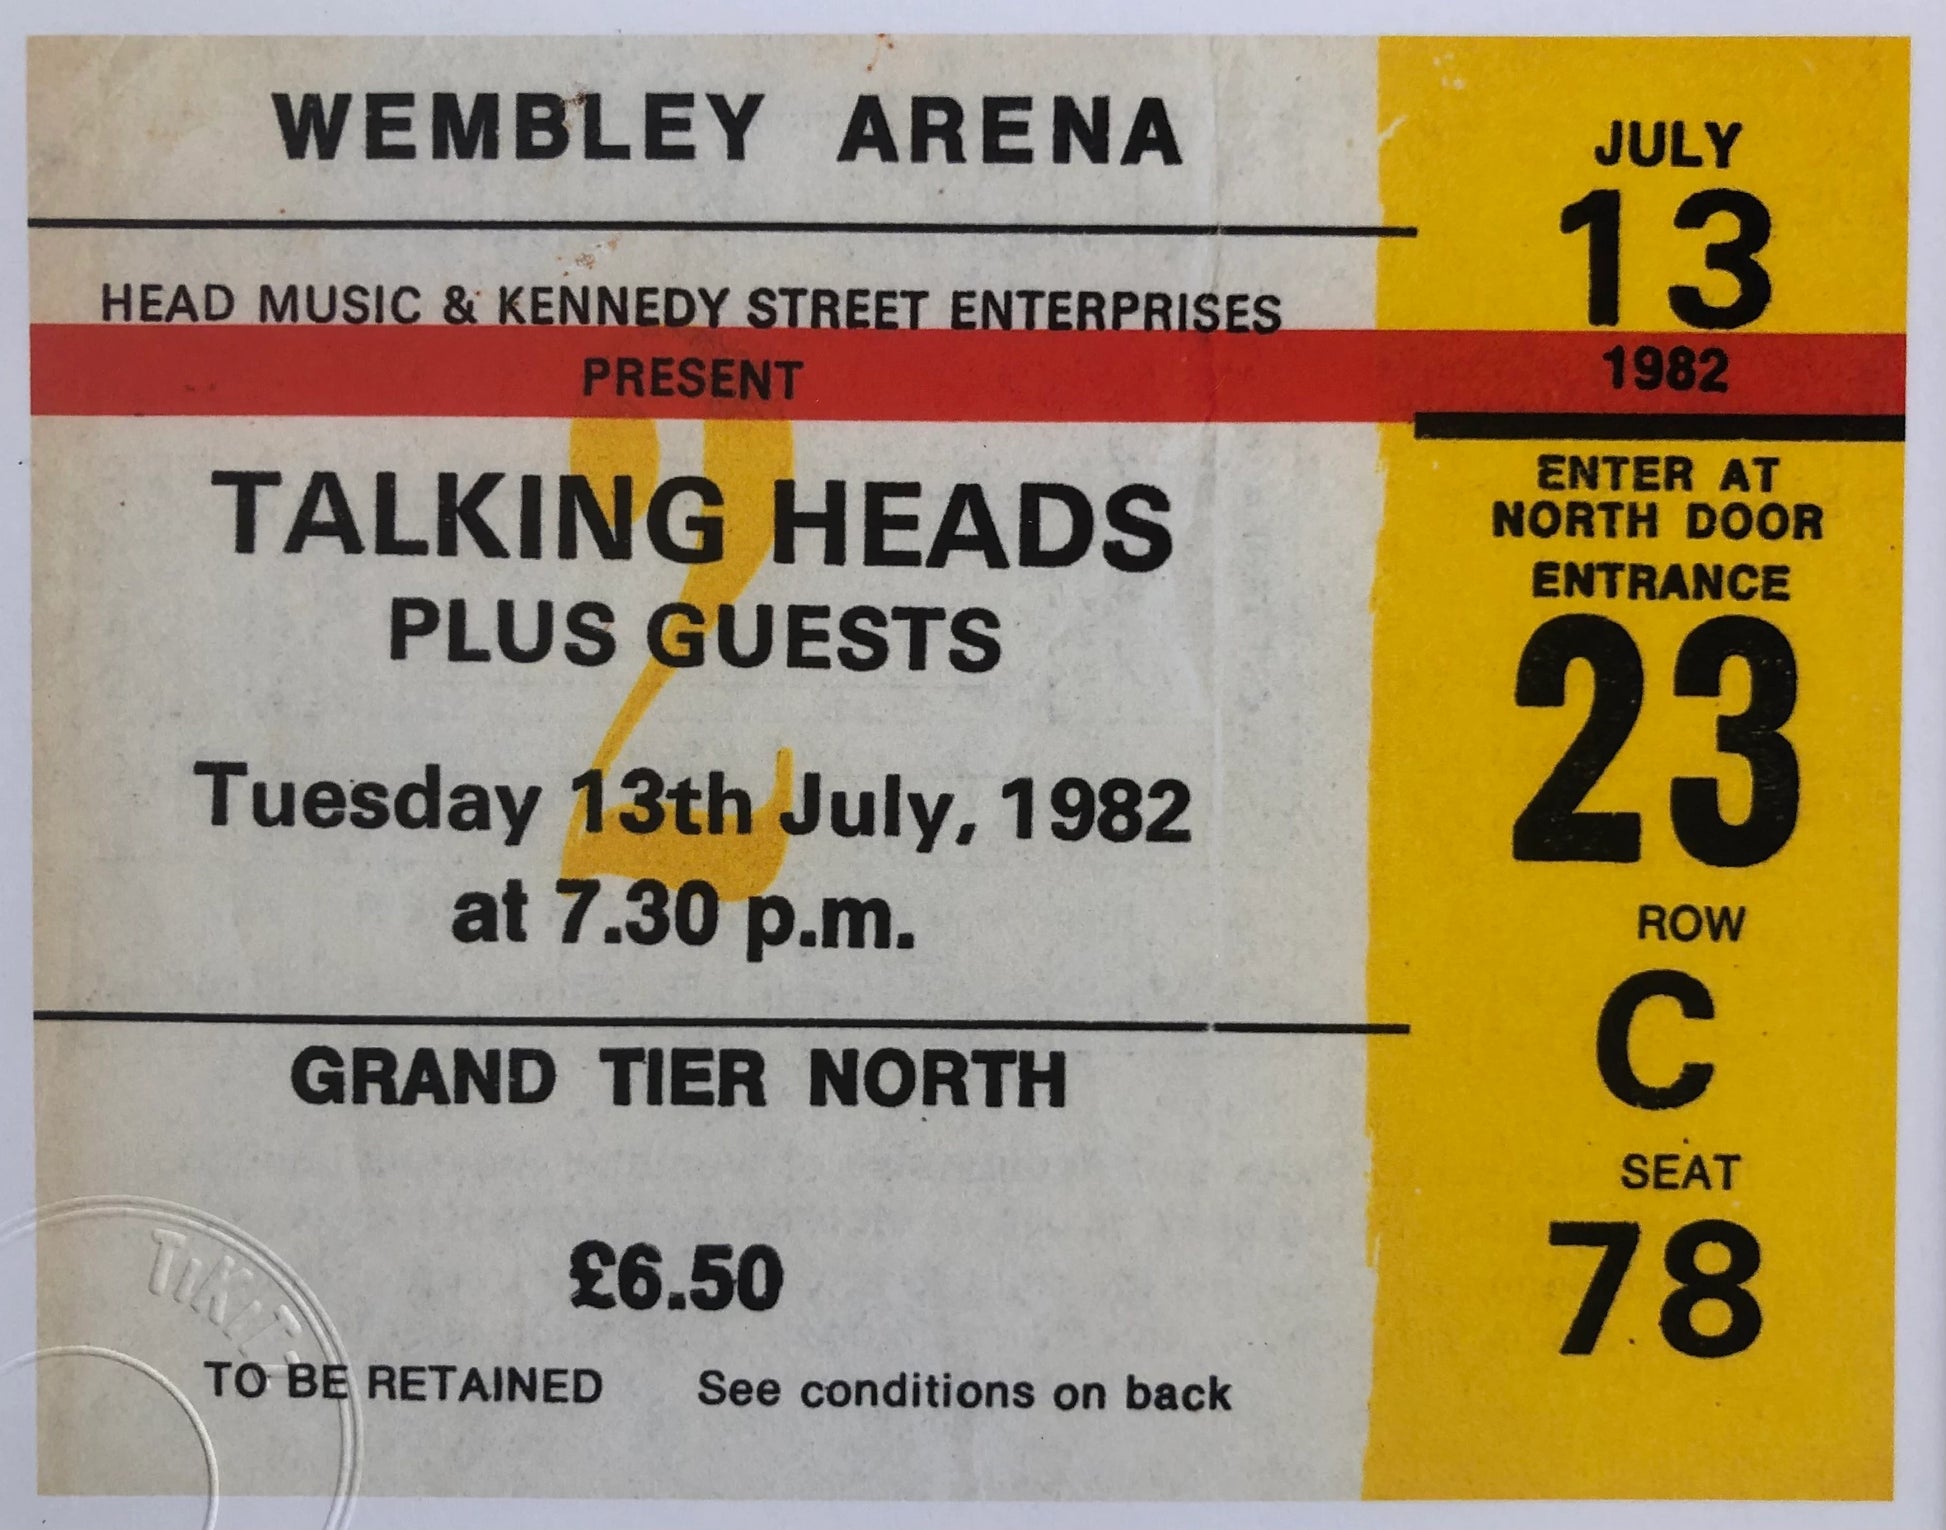 WEMBLEY ARENA
HEAD MUSIC & KENNEDY STREET ENTERPRISES
PRESENT
2
TALKING HEADS
PLUS GUESTS
Tuesday 13th July, 1982
at 7.30 p.m.
GRAND TIER NORTH
£6.50
TO BE RETAINED See conditions on back
JULY
13
1982
ENTER AT
NORTH DOOR
ENTRANCE
23
ROW
C
SEAT
78